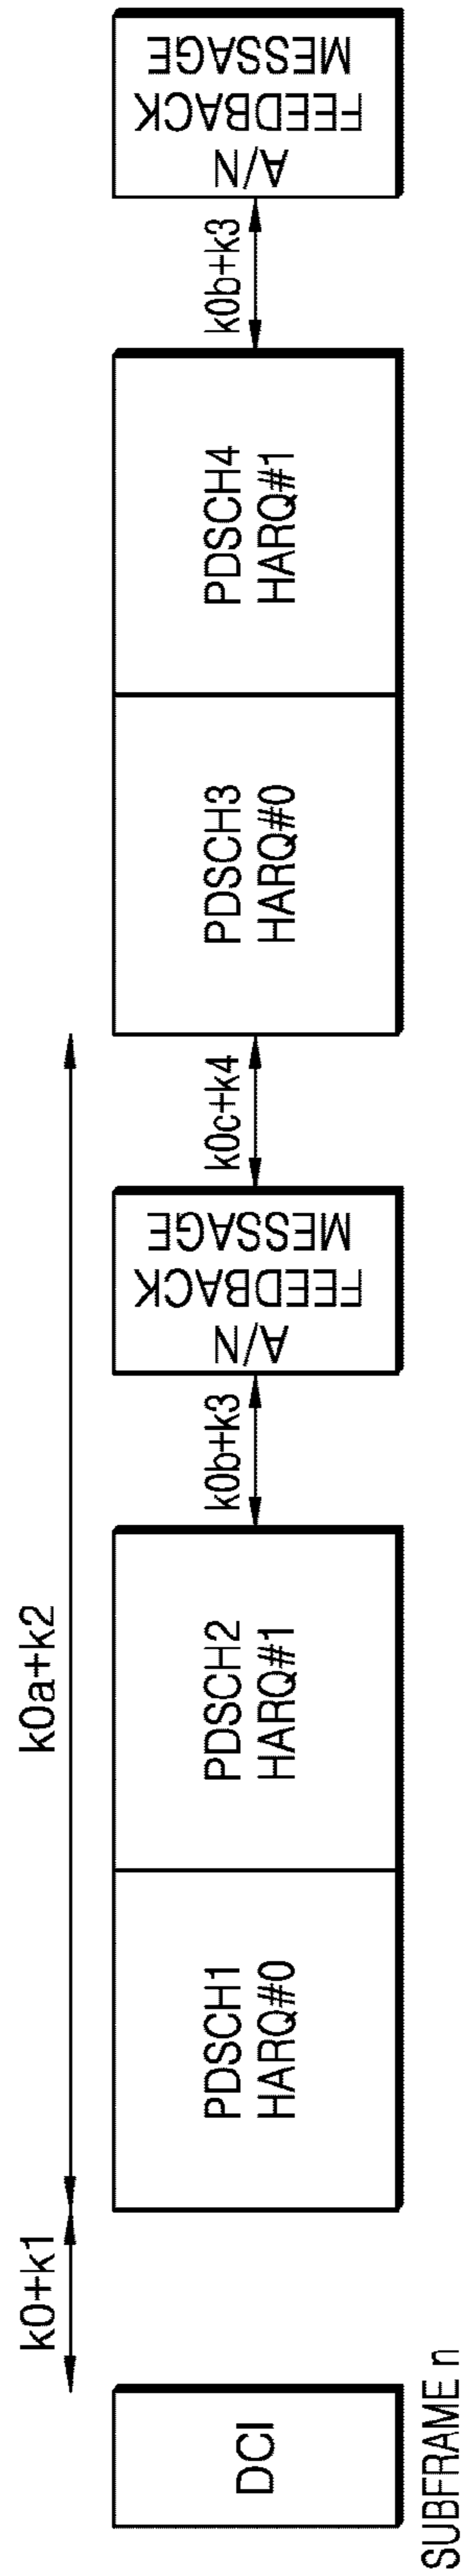 k0+k1
k0a+k2
DCI
SUBFRAME n
PDSCH1
HARQ#0
PDSCH2
HARQ#1
k0b+k3
A/N
FEEDBACK
MESSAGE
k0c+k4
PDSCH3
HARQ#0
PDSCH4
HARQ#1
k0b+k3
A/N
FEEDBACK
MESSAGE